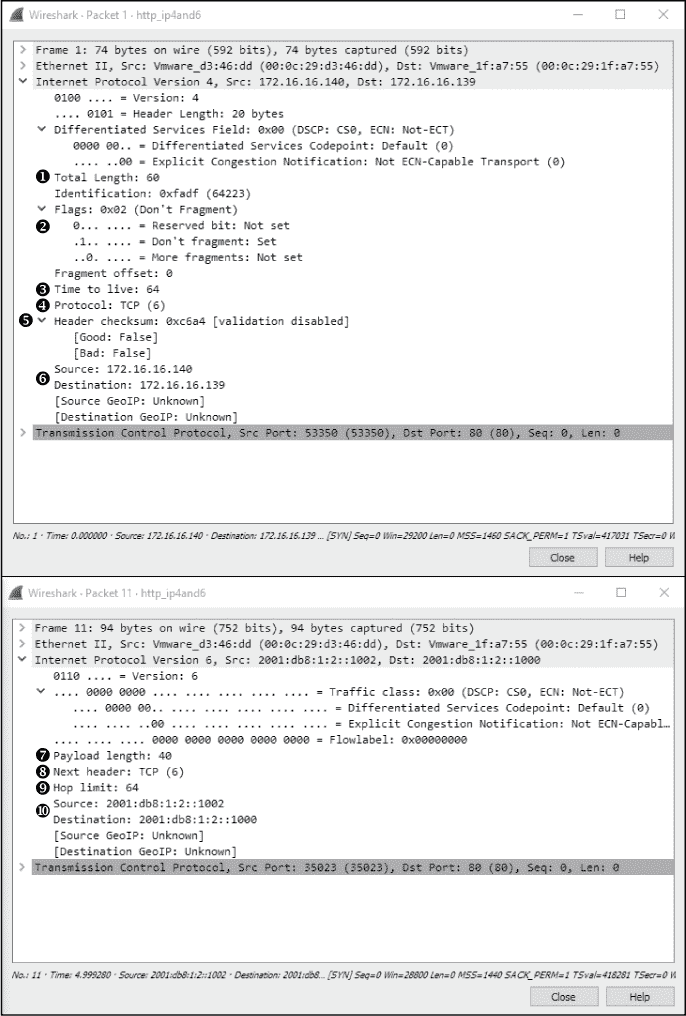 Wireshark · Packet 1 · http_ip4and6
Frame 1: 74 bytes on wire (592 bits), 74 bytes captured (592 bits)
Ethernet II, Src: Vmware_d3:46:dd (00:0c:29:d3:46:dd), Dst: Vmware_1f:a7:55 (00:0c:29:1f:a7:55)
Internet Protocol Version 4, Src: 172.16.16.140, Dst: 172.16.16.139
0100 .... = Version: 4
.... 0101 = Header Length: 20 bytes
Differentiated Services Field: 0x00 (DSCP: CS0, ECN: Not-ECT)
0000 00.. = Differentiated Services Codepoint: Default (0)
.... ..00 = Explicit Congestion Notification: Not ECN-Capable Transport (0)
❶ Total Length: 60
Identification: 0xfadf (64223)
Flags: 0x02 (Don't Fragment)
❷ 0... .... = Reserved bit: Not set
.1.. .... = Don't fragment: Set
..0. .... = More fragments: Not set
Fragment offset: 0
❸ Time to live: 64
❹ Protocol: TCP (6)
❺ Header checksum: 0xc6a4 [validation disabled]
[Good: False]
[Bad: False]
Source: 172.16.16.140
❻ Destination: 172.16.16.139
[Source GeoIP: Unknown]
[Destination GeoIP: Unknown]
Transmission Control Protocol, Src Port: 53350 (53350), Dst Port: 80 (80), Seq: 0, Len: 0
No.: 1 · Time: 0.000000 · Source: 172.16.16.140 · Destination: 172.16.16.139 ... [SYN] Seq=0 Win=29200 Len=0 MSS=1460 SACK_PERM=1 TSval=417031 TSecr=0 W
Close Help
Wireshark · Packet 11 · http_ip4and6
Frame 11: 94 bytes on wire (752 bits), 94 bytes captured (752 bits)
Ethernet II, Src: Vmware_d3:46:dd (00:0c:29:d3:46:dd), Dst: Vmware_1f:a7:55 (00:0c:29:1f:a7:55)
Internet Protocol Version 6, Src: 2001:db8:1:2::1002, Dst: 2001:db8:1:2::1000
0110 .... = Version: 6
.... 0000 0000 .... .... .... .... .... = Traffic class: 0x00 (DSCP: CS0, ECN: Not-ECT)
.... 0000 00.. .... .... .... .... .... = Differentiated Services Codepoint: Default (0)
.... .... ..00 .... .... .... .... .... = Explicit Congestion Notification: Not ECN-Capabl...
.... .... .... 0000 0000 0000 0000 0000 = Flowlabel: 0x00000000
❼ Payload length: 40
❽ Next header: TCP (6)
❾ Hop limit: 64
❿ Source: 2001:db8:1:2::1002
Destination: 2001:db8:1:2::1000
[Source GeoIP: Unknown]
[Destination GeoIP: Unknown]
Transmission Control Protocol, Src Port: 35023 (35023), Dst Port: 80 (80), Seq: 0, Len: 0
No.: 11 · Time: 4.999280 · Source: 2001:db8:1:2::1002 · Destination: 2001:db8... [SYN] Seq=0 Win=28800 Len=0 MSS=1440 SACK_PERM=1 TSval=418281 TSecr=0 W
Close Help